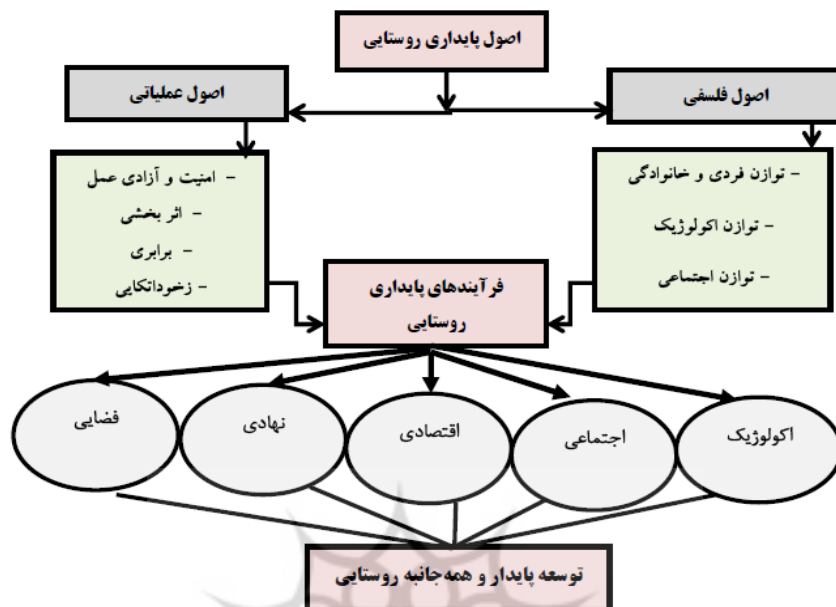 اصول پایداری روستایی
اصول فلسفی
اصول عملیاتی
- توازن فردی و خانوادگی
- توازن اکولوژیک
- توازن اجتماعی
- امنیت و آزادی عمل
- اثر بخشی
- برابری
- زخوداتکایی
فرآیندهای پایداری
روستایی
اکولوژیک
اجتماعی
اقتصادی
نهادی
فضایی
توسعه پایدار و همه‌جانبه روستایی